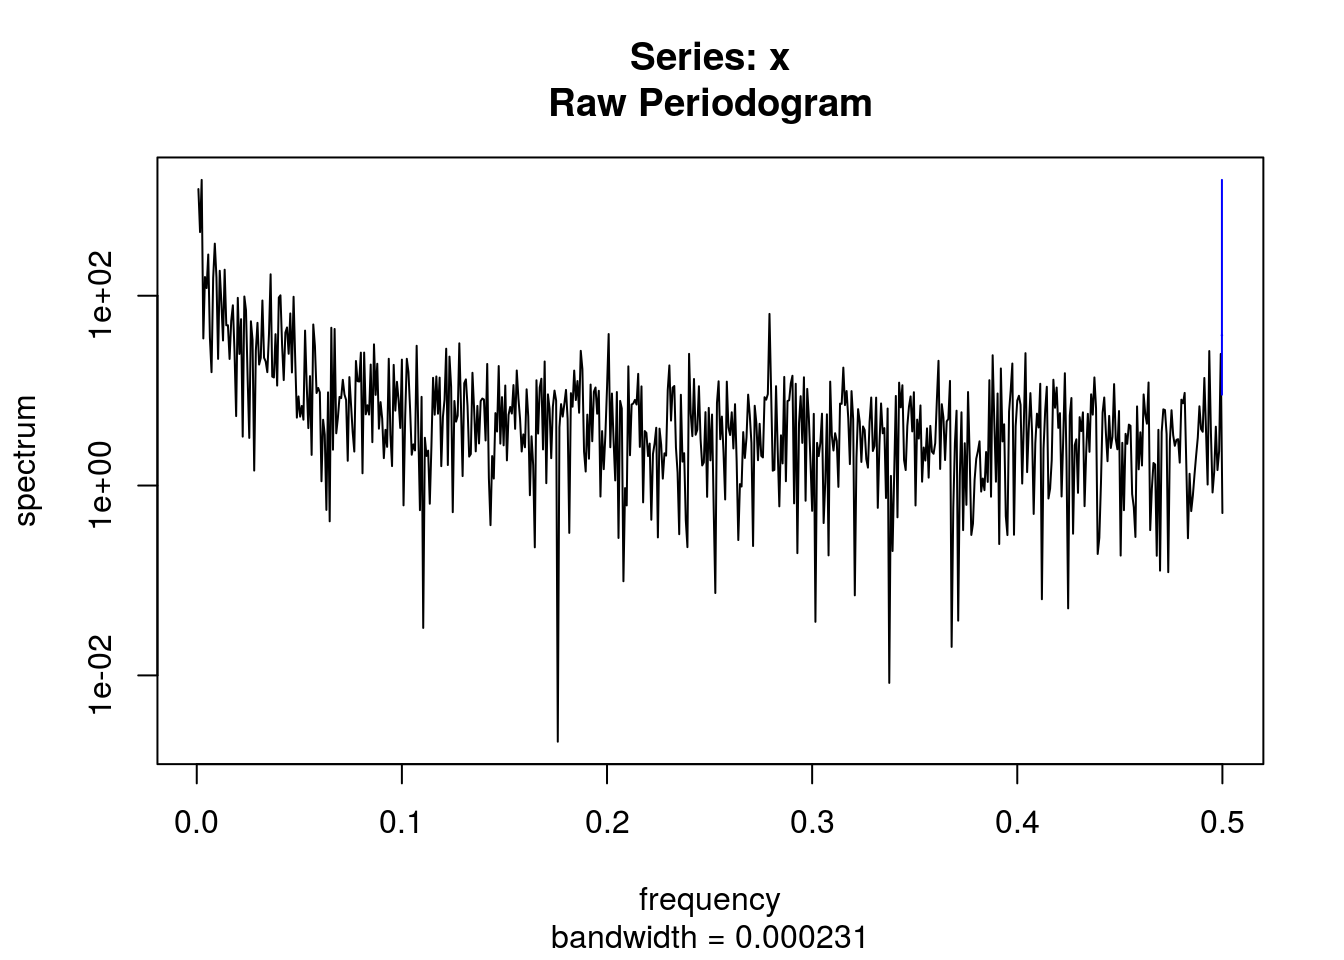 Series: x
Raw Periodogram
spectrum
1e+02
1e+00
1e-02
0.0 0.1 0.2 0.3 0.4 0.5
frequency
bandwidth = 0.000231